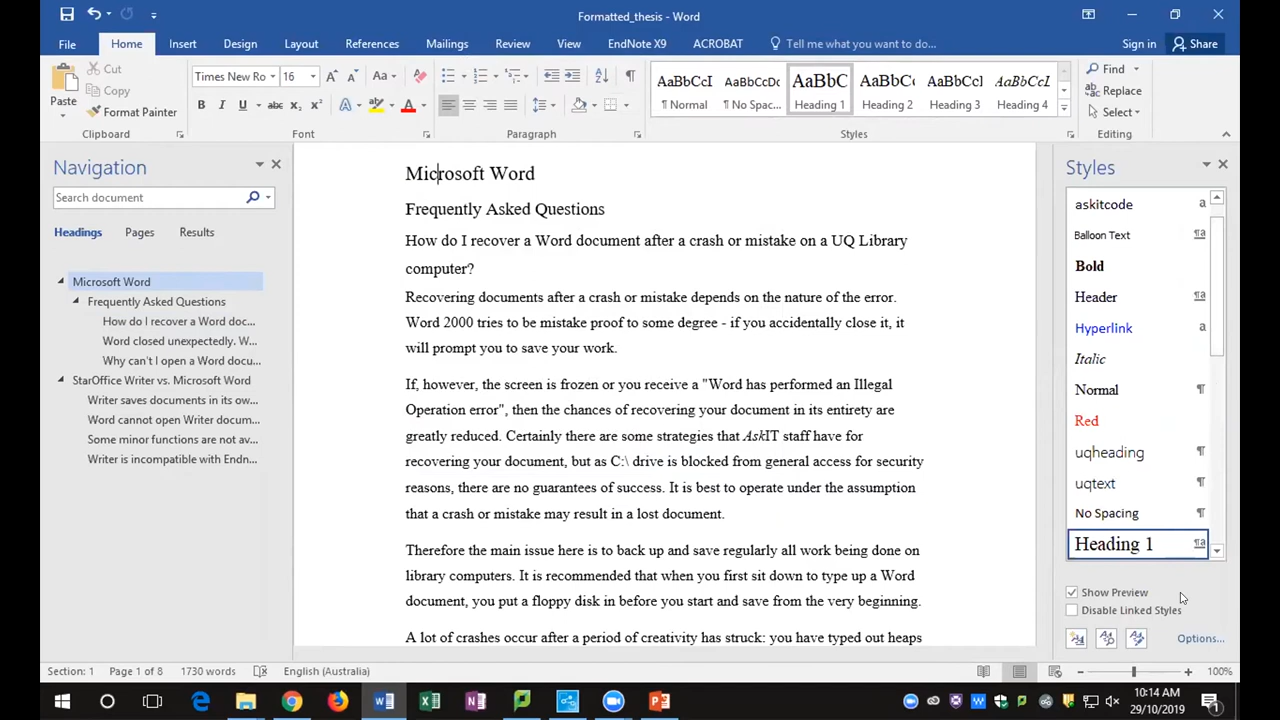 Formatted_thesis - Word
File Home Insert Design Layout References Mailings Review View EndNote X9 ACROBAT Tell me what you want to do... Sign in Share
Cut
Copy
Format Painter
Paste
Times New Ro 16
Aa
B I U abc X₂ X² A A
AaBbCcI AaBbCcDc AaBbC AaBbCc AaBbCcI AaBbCcI
¶ Normal ¶ No Spac... Heading 1 Heading 2 Heading 3 Heading 4
Find
Replace
Select
Clipboard Font Paragraph Styles Editing
Navigation
Search document
Headings Pages Results
Microsoft Word
Frequently Asked Questions
How do I recover a Word doc...
Word closed unexpectedly. W...
Why can't I open a Word docu...
StarOffice Writer vs. Microsoft Word
Writer saves documents in its ow...
Word cannot open Writer docum...
Some minor functions are not av...
Writer is incompatible with Endn...
Microsoft Word
Frequently Asked Questions
How do I recover a Word document after a crash or mistake on a UQ Library
computer?
Recovering documents after a crash or mistake depends on the nature of the error.
Word 2000 tries to be mistake proof to some degree - if you accidentally close it, it
will prompt you to save your work.
If, however, the screen is frozen or you receive a "Word has performed an Illegal
Operation error", then the chances of recovering your document in its entirety are
greatly reduced. Certainly there are some strategies that AskIT staff have for
recovering your document, but as C:\ drive is blocked from general access for security
reasons, there are no guarantees of success. It is best to operate under the assumption
that a crash or mistake may result in a lost document.
Therefore the main issue here is to back up and save regularly all work being done on
library computers. It is recommended that when you first sit down to type up a Word
document, you put a floppy disk in before you start and save from the very beginning.
A lot of crashes occur after a period of creativity has struck: you have typed out heaps
Styles
askitcode a
Balloon Text ¶a
Bold
Header ¶a
Hyperlink a
Italic
Normal ¶
Red
uqheading ¶
uqtext ¶
No Spacing ¶
Heading 1 ¶a
Show Preview
Disable Linked Styles
Options...
Section: 1 Page 1 of 8 1730 words English (Australia) 100%
10:14 AM
29/10/2019
1